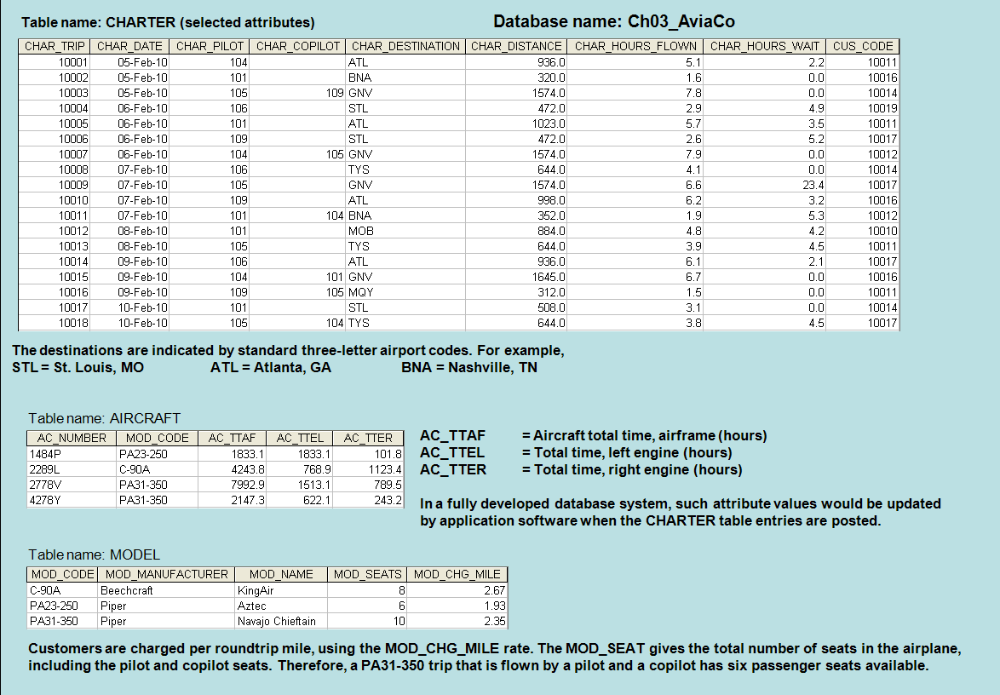 Table name: CHARTER (selected attributes) Database name: Ch03_AviaCo
CHAR_TRIP CHAR_DATE CHAR_PILOT CHAR_COPILOT CHAR_DESTINATION CHAR_DISTANCE CHAR_HOURS_FLOWN CHAR_HOURS_WAIT CUS_CODE
10001 05-Feb-10 104 ATL 936.0 5.1 2.2 10011
10002 05-Feb-10 101 BNA 320.0 1.6 0.0 10016
10003 05-Feb-10 105 109 GNV 1574.0 7.8 0.0 10014
10004 06-Feb-10 106 STL 472.0 2.9 4.9 10019
10005 06-Feb-10 101 ATL 1023.0 5.7 3.5 10011
10006 06-Feb-10 109 STL 472.0 2.6 5.2 10017
10007 06-Feb-10 104 105 GNV 1574.0 7.9 0.0 10012
10008 07-Feb-10 106 TYS 644.0 4.1 0.0 10014
10009 07-Feb-10 105 GNV 1574.0 6.6 23.4 10017
10010 07-Feb-10 109 ATL 998.0 6.2 3.2 10016
10011 07-Feb-10 101 104 BNA 352.0 1.9 5.3 10012
10012 08-Feb-10 101 MOB 884.0 4.8 4.2 10010
10013 08-Feb-10 105 TYS 644.0 3.9 4.5 10011
10014 09-Feb-10 106 ATL 936.0 6.1 2.1 10017
10015 09-Feb-10 104 101 GNV 1645.0 6.7 0.0 10016
10016 09-Feb-10 109 105 MQY 312.0 1.5 0.0 10011
10017 10-Feb-10 101 STL 508.0 3.1 0.0 10014
10018 10-Feb-10 105 104 TYS 644.0 3.8 4.5 10017
The destinations are indicated by standard three-letter airport codes. For example,
STL = St. Louis, MO ATL = Atlanta, GA BNA = Nashville, TN
Table name: AIRCRAFT
AC_NUMBER MOD_CODE AC_TTAF AC_TTEL AC_TTER
1484P PA23-250 1833.1 1833.1 101.8
2289L C-90A 4243.8 768.9 1123.4
2778V PA31-350 7992.9 1513.1 789.5
4278Y PA31-350 2147.3 622.1 243.2
AC_TTAF = Aircraft total time, airframe (hours)
AC_TTEL = Total time, left engine (hours)
AC_TTER = Total time, right engine (hours)
In a fully developed database system, such attribute values would be updated
by application software when the CHARTER table entries are posted.
Table name: MODEL
MOD_CODE MOD_MANUFACTURER MOD_NAME MOD_SEATS MOD_CHG_MILE
C-90A Beechcraft KingAir 8 2.67
PA23-250 Piper Aztec 6 1.93
PA31-350 Piper Navajo Chieftain 10 2.35
Customers are charged per roundtrip mile, using the MOD_CHG_MILE rate. The MOD_SEAT gives the total number of seats in the airplane,
including the pilot and copilot seats. Therefore, a PA31-350 trip that is flown by a pilot and a copilot has six passenger seats available.